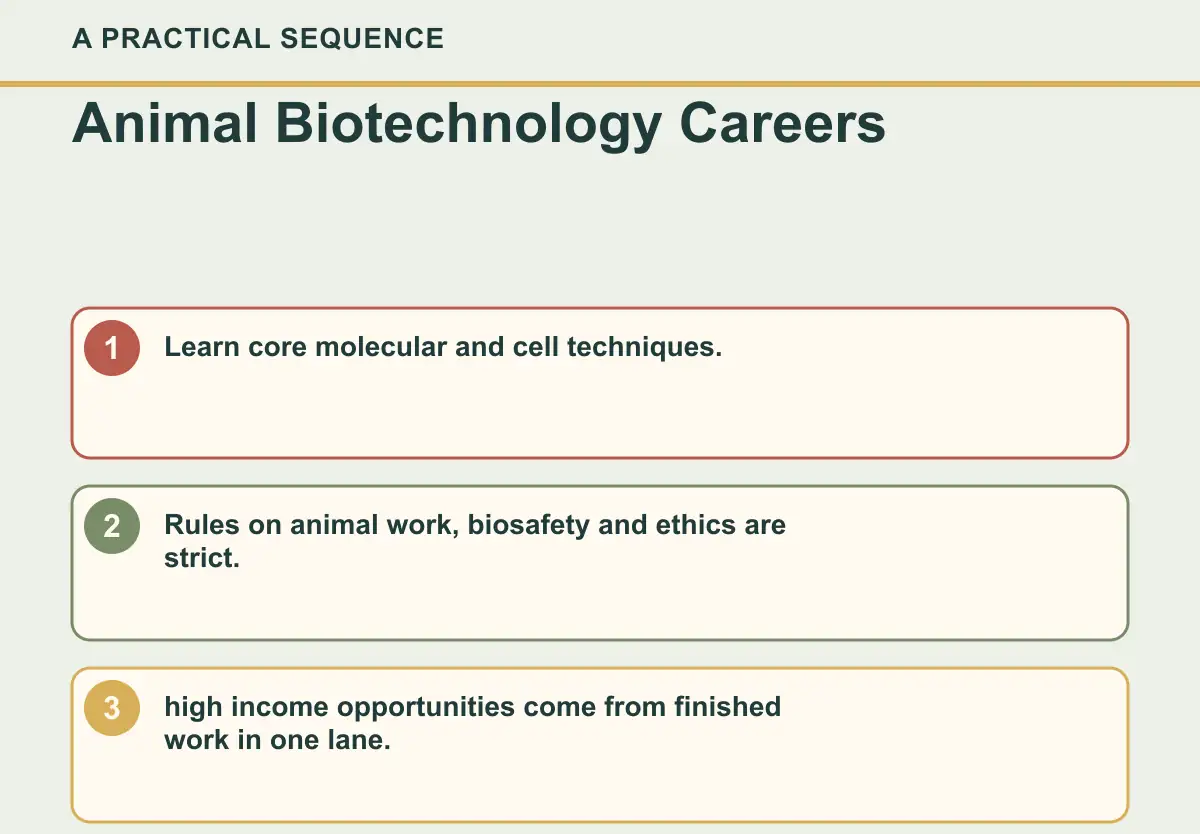 A PRACTICAL SEQUENCE
Animal Biotechnology Careers
1
Learn core molecular and cell techniques.
2
Rules on animal work, biosafety and ethics are
strict.
3
high income opportunities come from finished
work in one lane.